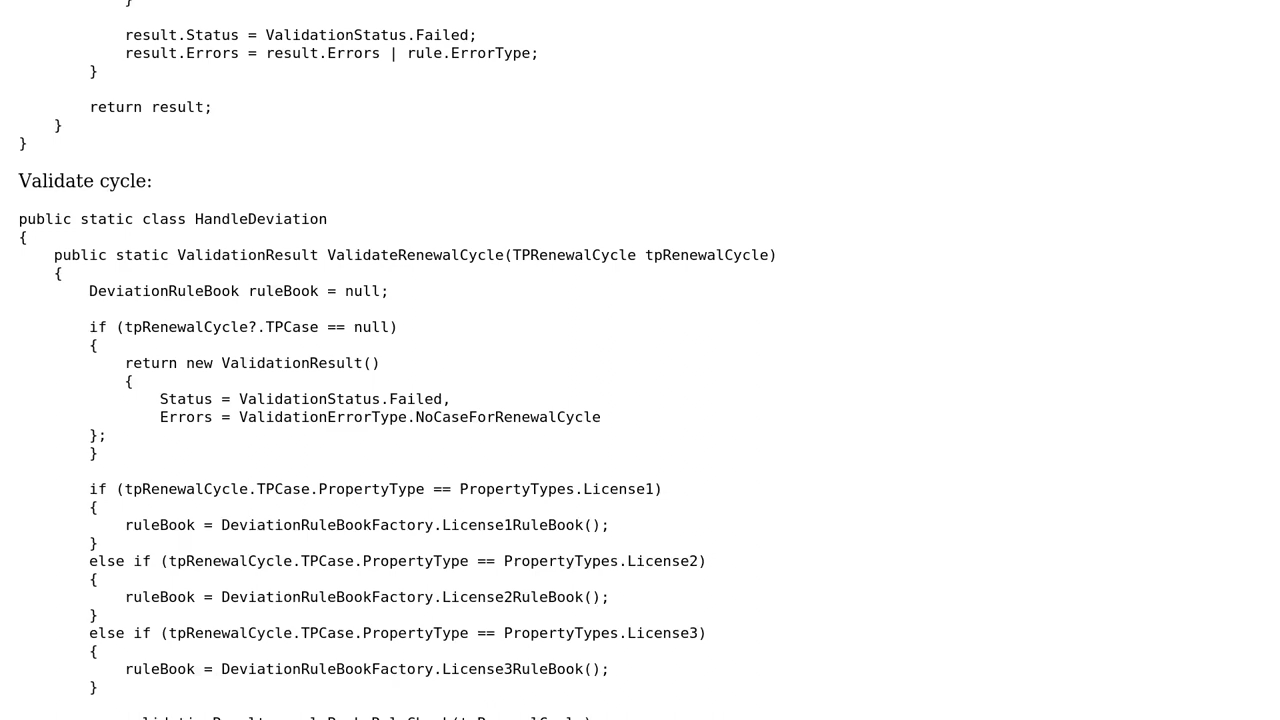 }
result.Status = ValidationStatus.Failed;
result.Errors = result.Errors | rule.ErrorType;
}
return result;
}
}
Validate cycle:
public static class HandleDeviation
{
public static ValidationResult ValidateRenewalCycle(TPRenewalCycle tpRenewalCycle)
{
DeviationRuleBook ruleBook = null;
if (tpRenewalCycle?.TPCase == null)
{
return new ValidationResult()
{
Status = ValidationStatus.Failed,
Errors = ValidationErrorType.NoCaseForRenewalCycle
};
}
if (tpRenewalCycle.TPCase.PropertyType == PropertyTypes.License1)
{
ruleBook = DeviationRuleBookFactory.License1RuleBook();
}
else if (tpRenewalCycle.TPCase.PropertyType == PropertyTypes.License2)
{
ruleBook = DeviationRuleBookFactory.License2RuleBook();
}
else if (tpRenewalCycle.TPCase.PropertyType == PropertyTypes.License3)
{
ruleBook = DeviationRuleBookFactory.License3RuleBook();
}